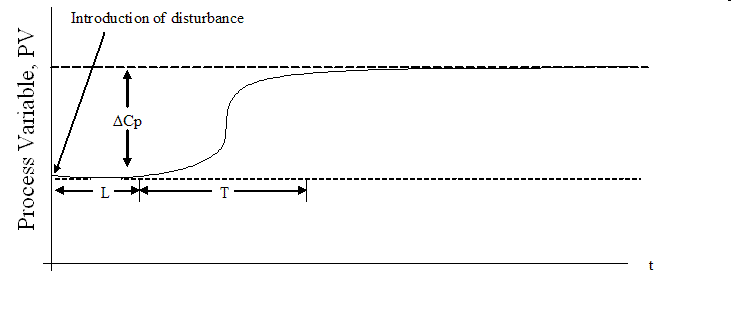 Introduction of disturbance
Process Variable, PV
ΔCp
L
T
t